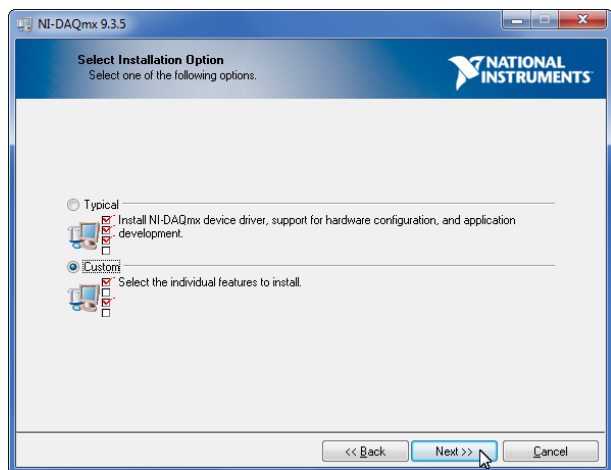 NI-DAQmx 9.3.5
Select Installation Option
Select one of the following options.
NATIONAL
INSTRUMENTS
Typical
Install NI-DAQmx device driver, support for hardware configuration, and application
development.
Custom
Select the individual features to install.
<< Back
Next >>
Cancel